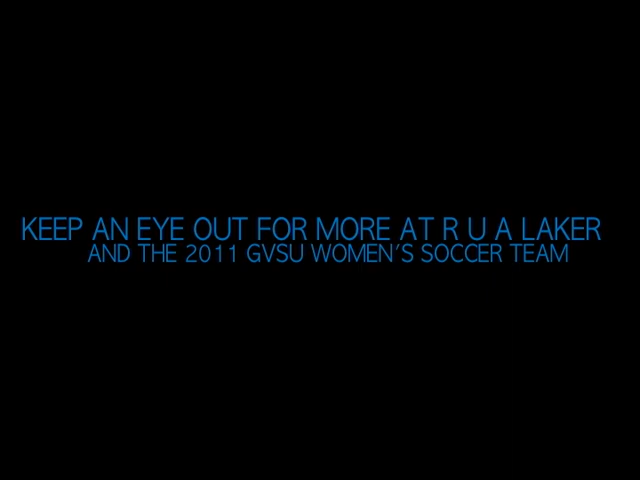 KEEP AN EYE OUT FOR MORE AT R U A LAKER
AND THE 2011 GVSU WOMEN'S SOCCER TEAM